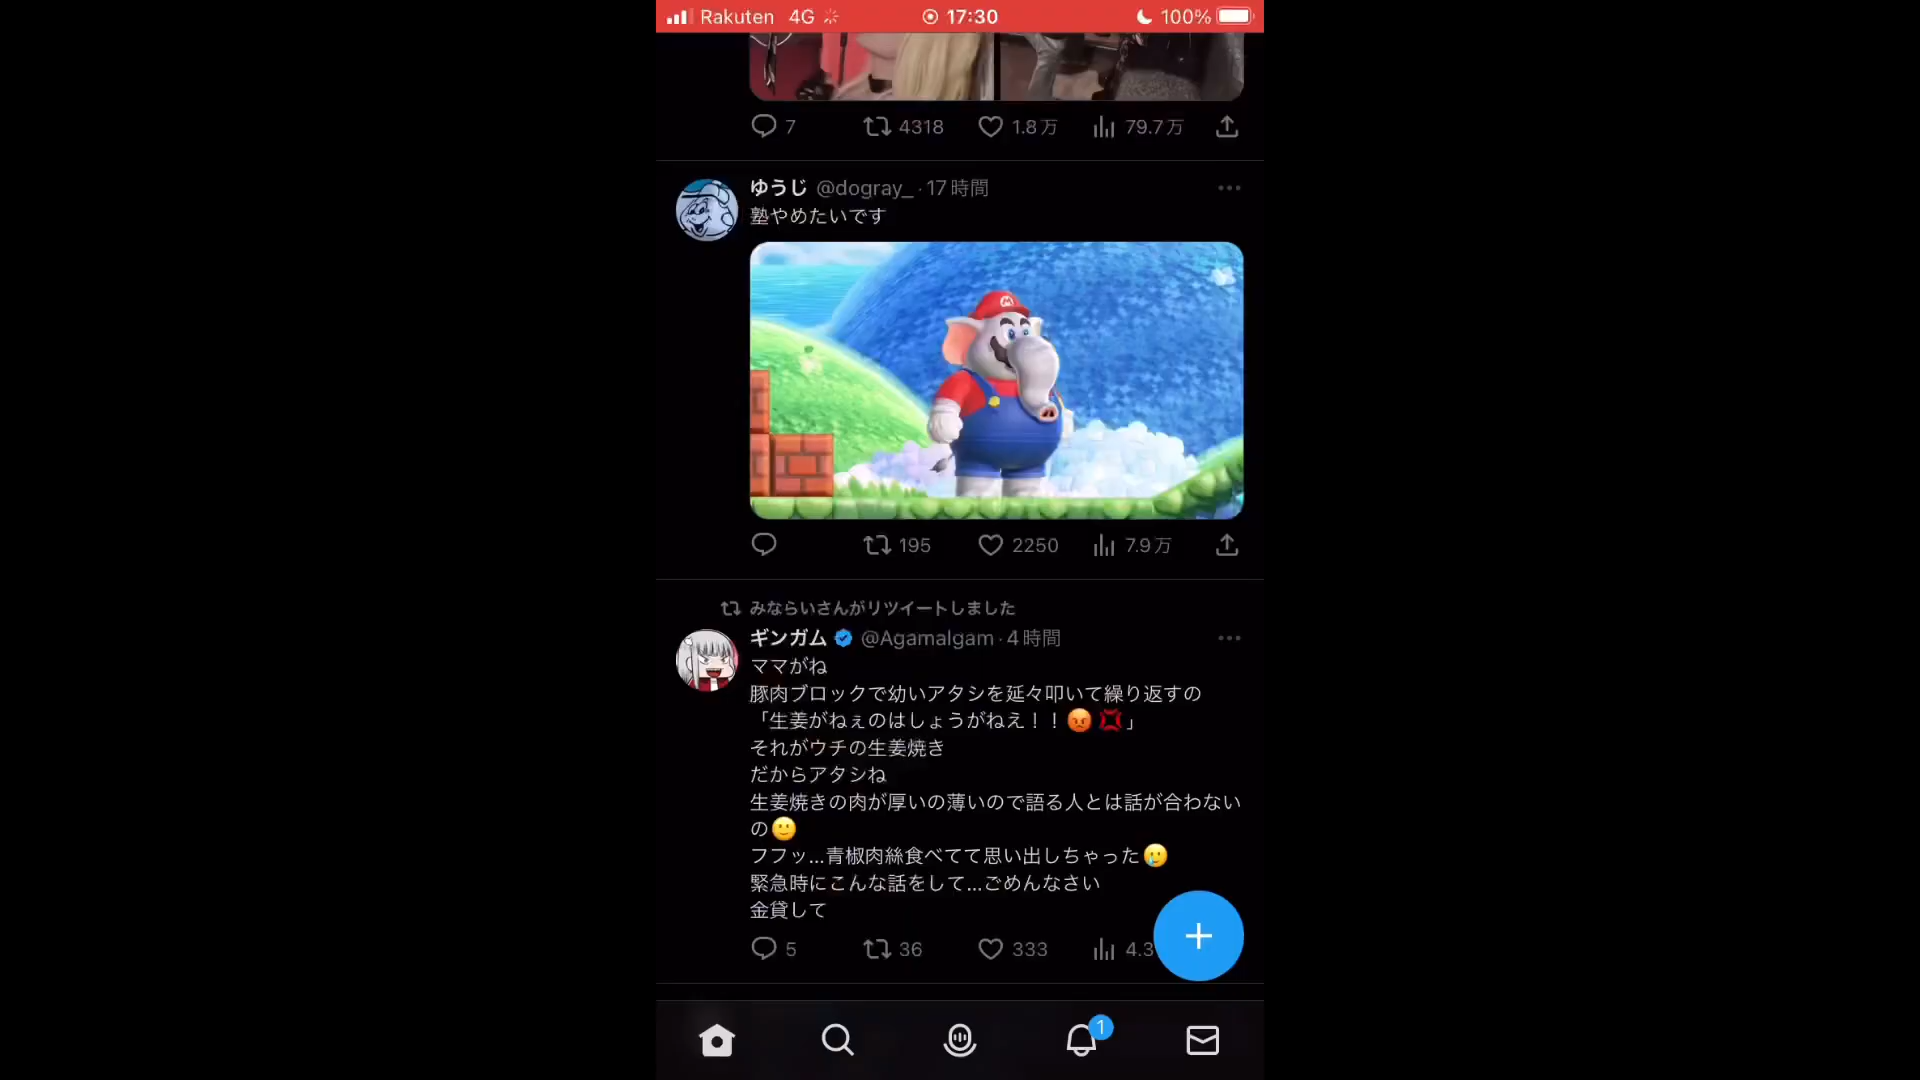 Rakuten 4G 17:30 100%
7 4318 1.8万 79.7万
ゆうじ @dogray_・17時間
塾やめたいです
M
195 2250 7.9万
みならいさんがリツイートしました
ギンガム @Agamalgam・4時間
ママがね
豚肉ブロックで幼いアタシを延々叩いて繰り返すの
「生姜がねぇのはしょうがねえ！！😡💢」
それがウチの生姜焼き
だからアタシね
生姜焼きの肉が厚いの薄いので語る人とは話が合わない
の🙂
フフッ...青椒肉絲食べてて思い出しちゃった🥲
緊急時にこんな話をして...ごめんなさい
金貸して
5 36 333 4.3
1